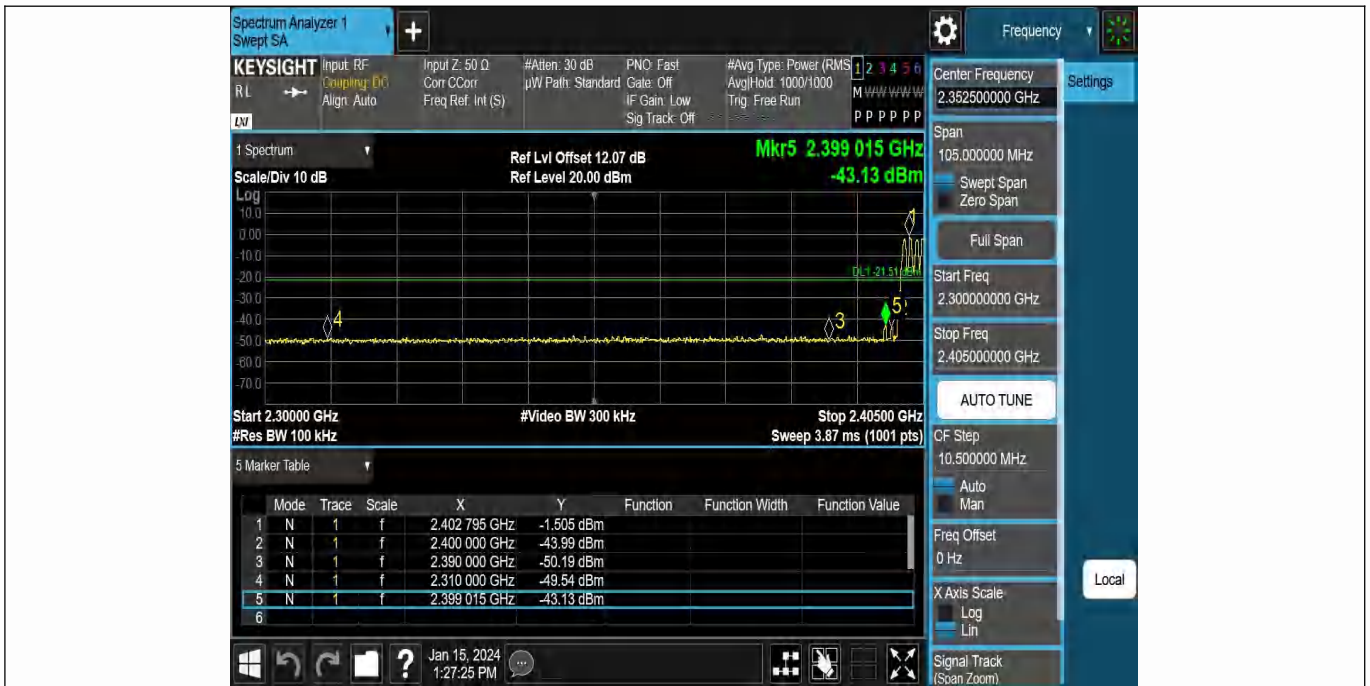 Spectrum Analyzer 1
Swept SA
+
Frequency
KEYSIGHT
RL
LXI
Input: RF
Coupling: DC
Align: Auto
Input Z: 50 Ω
Corr CCorr
Freq Ref: Int (S)
#Atten: 30 dB
µW Path: Standard
PNO: Fast
Gate: Off
IF Gain: Low
Sig Track: Off
#Avg Type: Power (RMS
Avg|Hold: 1000/1000
Trig: Free Run
1 2 3 4 5 6
M W W W W W
P P P P P P
1 Spectrum
Scale/Div 10 dB
Ref Lvl Offset 12.07 dB
Ref Level 20.00 dBm
Mkr5 2.399 015 GHz
-43.13 dBm
Log
10.0
0.00
-10.0
-20.0
-30.0
-40.0
-50.0
-60.0
-70.0
1
DL1 -21.51 dBm
4
3
5
Start 2.30000 GHz
#Res BW 100 kHz
#Video BW 300 kHz
Stop 2.40500 GHz
Sweep 3.87 ms (1001 pts)
5 Marker Table
Mode Trace Scale X Y Function Function Width Function Value
1 N 1 f 2.402 795 GHz -1.505 dBm
2 N 1 f 2.400 000 GHz -43.99 dBm
3 N 1 f 2.390 000 GHz -50.19 dBm
4 N 1 f 2.310 000 GHz -49.54 dBm
5 N 1 f 2.399 015 GHz -43.13 dBm
6
?
Jan 15, 2024
1:27:25 PM
Center Frequency
2.352500000 GHz
Settings
Span
105.000000 MHz
Swept Span
Zero Span
Full Span
Start Freq
2.300000000 GHz
Stop Freq
2.405000000 GHz
AUTO TUNE
CF Step
10.500000 MHz
Auto
Man
Freq Offset
0 Hz
X Axis Scale
Log
Lin
Local
Signal Track
(Span Zoom)